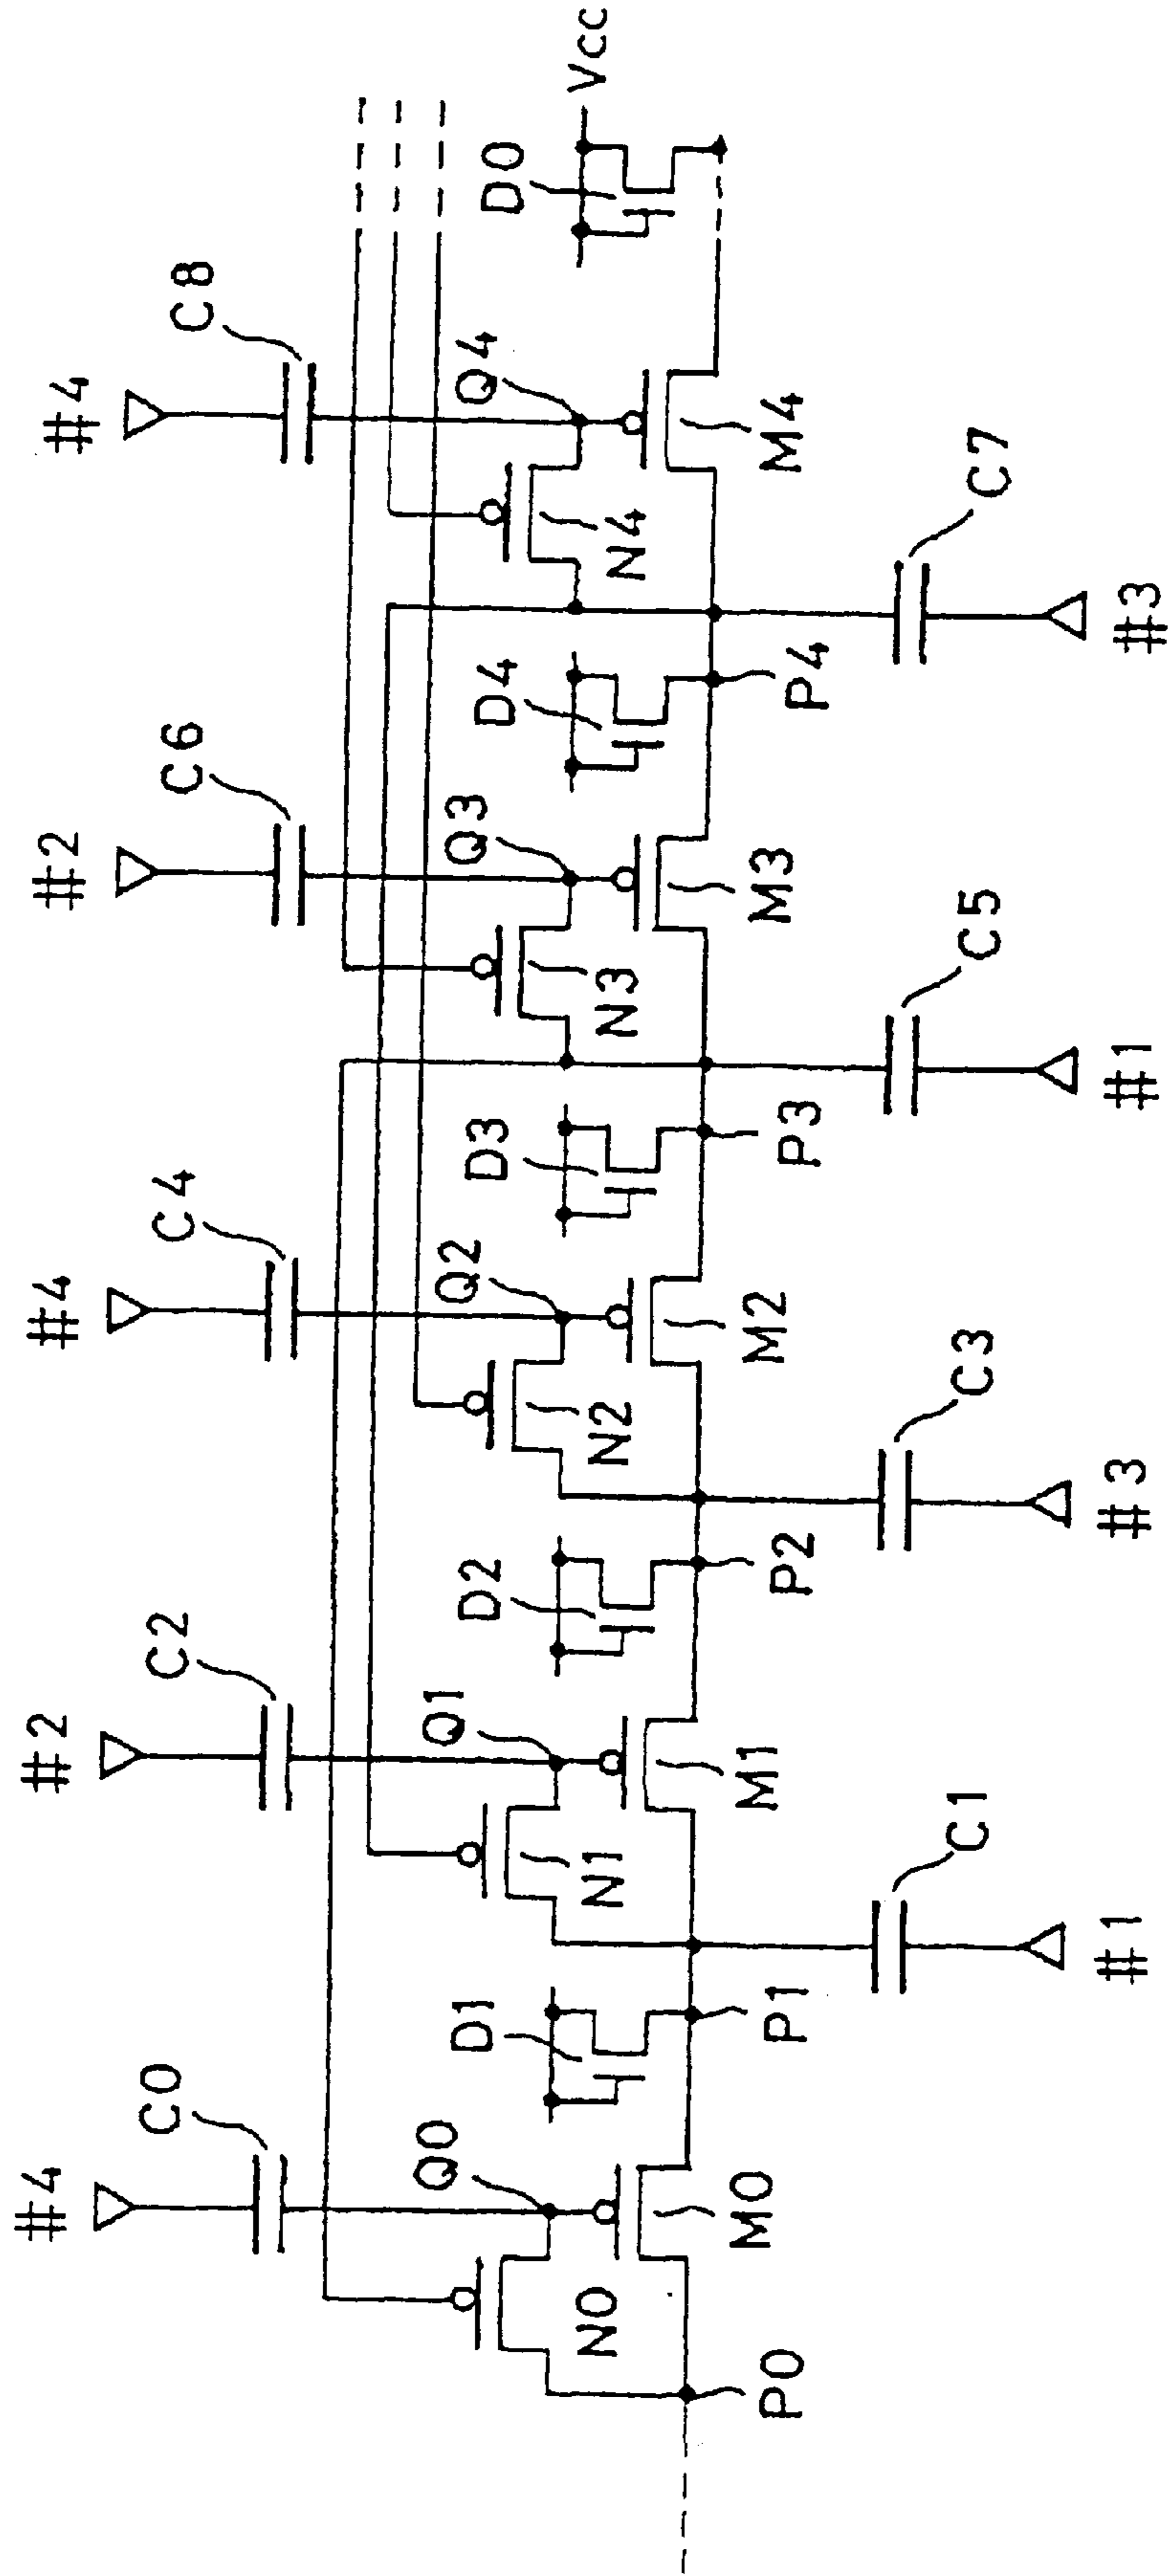 #4 #2 #4 #2 #4
C0 C2 C4 C6 C8
Q0 Q1 Q2 Q3 Q4
D1 D2 D3 D4 D0 Vcc
N0 N1 N2 N3 N4
M0 M1 M2 M3 M4
P0 P1 P2 P3 P4
C1 C3 C5 C7
#1 #3 #1 #3